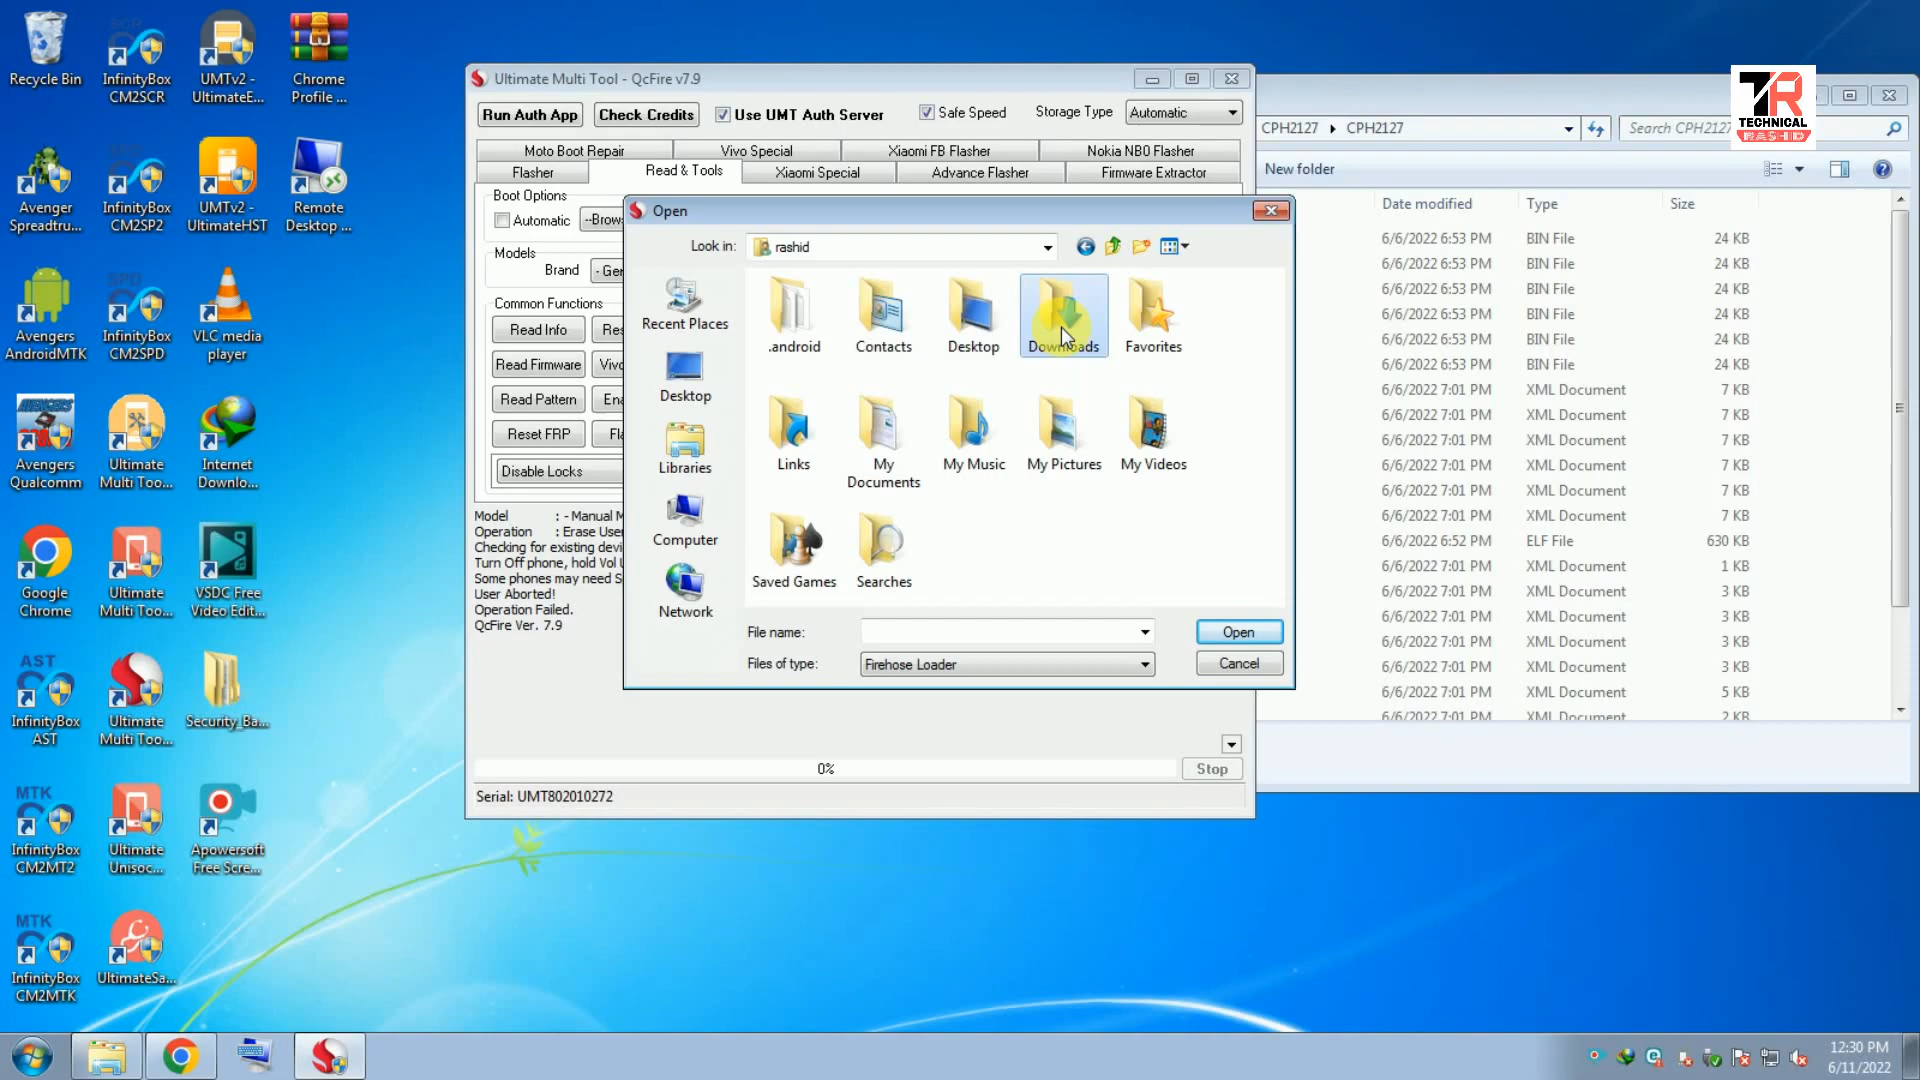 Recycle Bin
InfinityBox
CM2SCR
UMTv2 -
UltimateE...
Chrome
Profile ...
Avenger
Spreadtru...
InfinityBox
CM2SP2
UMTv2 -
UltimateHST
Remote
Desktop ...
Avengers
AndroidMTK
InfinityBox
CM2SPD
VLC media
player
Avengers
Qualcomm
Ultimate
Multi Too...
Internet
Downlo...
Google
Chrome
Ultimate
Multi Too...
VSDC Free
Video Edit...
AST
InfinityBox
AST
Ultimate
Multi Too...
Security_Ba...
MTK
InfinityBox
CM2MT2
Ultimate
Unisoc...
Apowersoft
Free Scre...
MTK
InfinityBox
CM2MTK
UltimateSa...
Ultimate Multi Tool - QcFire v7.9
Run Auth App
Check Credits
Use UMT Auth Server
Safe Speed
Storage Type
Automatic
Moto Boot Repair
Vivo Special
Xiaomi FB Flasher
Nokia NB0 Flasher
Flasher
Read & Tools
Xiaomi Special
Advance Flasher
Firmware Extractor
Boot Options
Automatic
--Brow
Models
Brand
- Ger
Common Functions
Read Info
Res
Read Firmware
Vivo
Read Pattern
Ena
Reset FRP
Disable Locks
Model : - Manual M
Operation : Erase User
Checking for existing devi
Turn Off phone, hold Vol U
Some phones may need S
User Aborted!
Operation Failed.
QcFire Ver. 7.9
0%
Stop
Serial: UMT802010272
Open
Look in:
rashid
Recent Places
Desktop
Libraries
Computer
Network
.android
Contacts
Desktop
Downloads
Favorites
Links
My
Documents
My Music
My Pictures
My Videos
Saved Games
Searches
File name:
Open
Files of type:
Firehose Loader
Cancel
TR
TECHNICAL
RASHID
CPH2127 CPH2127
Search CPH2127
New folder
Date modified Type Size
6/6/2022 6:53 PM BIN File 24 KB
6/6/2022 6:53 PM BIN File 24 KB
6/6/2022 6:53 PM BIN File 24 KB
6/6/2022 6:53 PM BIN File 24 KB
6/6/2022 6:53 PM BIN File 24 KB
6/6/2022 6:53 PM BIN File 24 KB
6/6/2022 7:01 PM XML Document 7 KB
6/6/2022 7:01 PM XML Document 7 KB
6/6/2022 7:01 PM XML Document 7 KB
6/6/2022 7:01 PM XML Document 7 KB
6/6/2022 7:01 PM XML Document 7 KB
6/6/2022 7:01 PM XML Document 7 KB
6/6/2022 6:52 PM ELF File 630 KB
6/6/2022 7:01 PM XML Document 1 KB
6/6/2022 7:01 PM XML Document 3 KB
6/6/2022 7:01 PM XML Document 3 KB
6/6/2022 7:01 PM XML Document 3 KB
6/6/2022 7:01 PM XML Document 3 KB
6/6/2022 7:01 PM XML Document 5 KB
6/6/2022 7:01 PM XML Document 2 KB
12:30 PM
6/11/2022